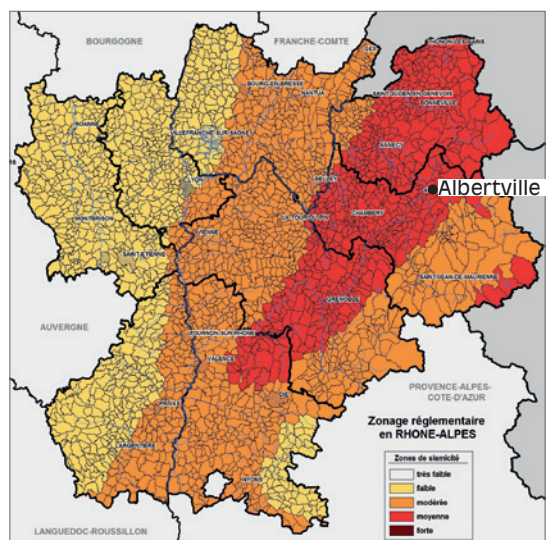 BOURGOGNE
FRANCHE-COMTE
GEX
THONON-LES-BAINS
BOURG-EN-BRESSE
NANTUA
SAINT-JULIEN-EN-GENEVOIS
BONNEVILLE
ROANNE
VILLEFRANCHE-SUR-SAONE
ANNECY
LYON
BELLEY
Albertville
MONTBRISON
LA TOUR-DU-PIN
CHAMBERY
VIENNE
SAINT-ETIENNE
SAINT-JEAN-DE-MAURIENNE
GRENOBLE
AUVERGNE
TOURNON-SUR-RHONE
VALENCE
PROVENCE-ALPES-
COTE-D'AZUR
DIE
PRIVAS
Zonage réglementaire
en RHONE-ALPES
LARGENTIERE
Zones de sismicité
très faible
NYONS
faible
modérée
moyenne
forte
LANGUEDOC-ROUSSILLON